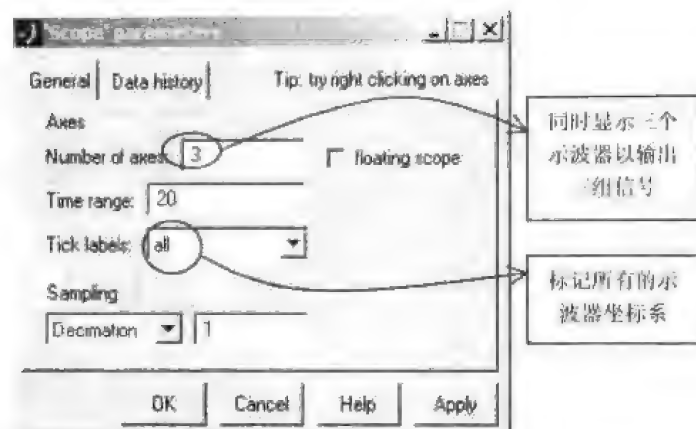 'Scope' parameters
General
Data history
Tip: try right clicking on axes
Axes
Number of axes: 3
floating scope
Time range: 20
Tick labels: all
Sampling
Decimation 1
OK
Cancel
Help
Apply
同时显示三个
示波器以输出
三组信号
标记所有的示
波器坐标系